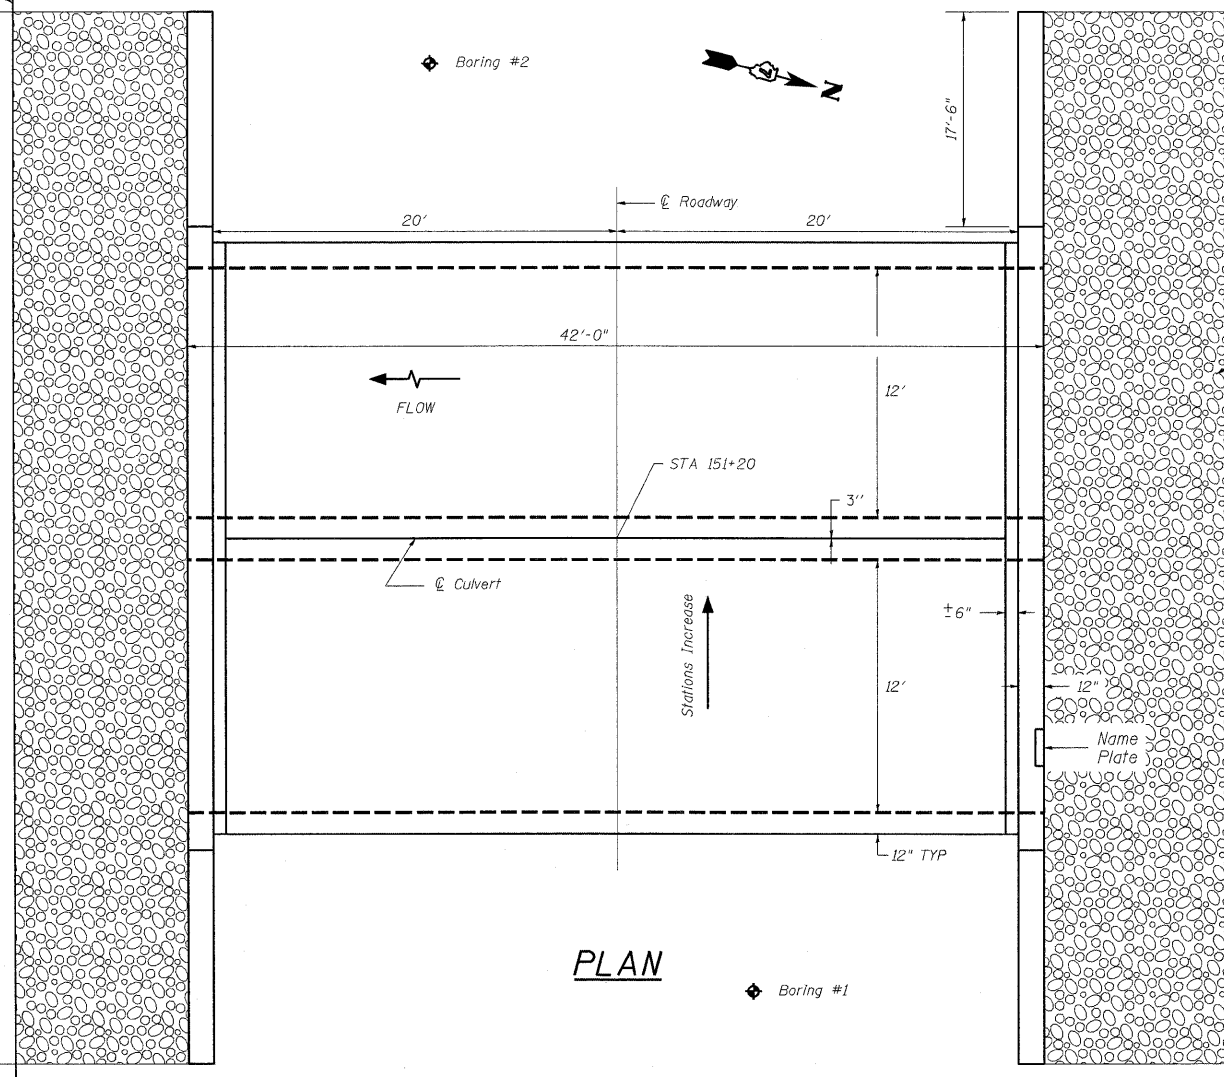 Boring #2
N
17'-6"
℄ Roadway
20'
20'
42'-0"
FLOW
12'
STA 151+20
3''
℄ Culvert
Stations Increase
±6"
12'
12"
Name
Plate
12" TYP
PLAN
Boring #1